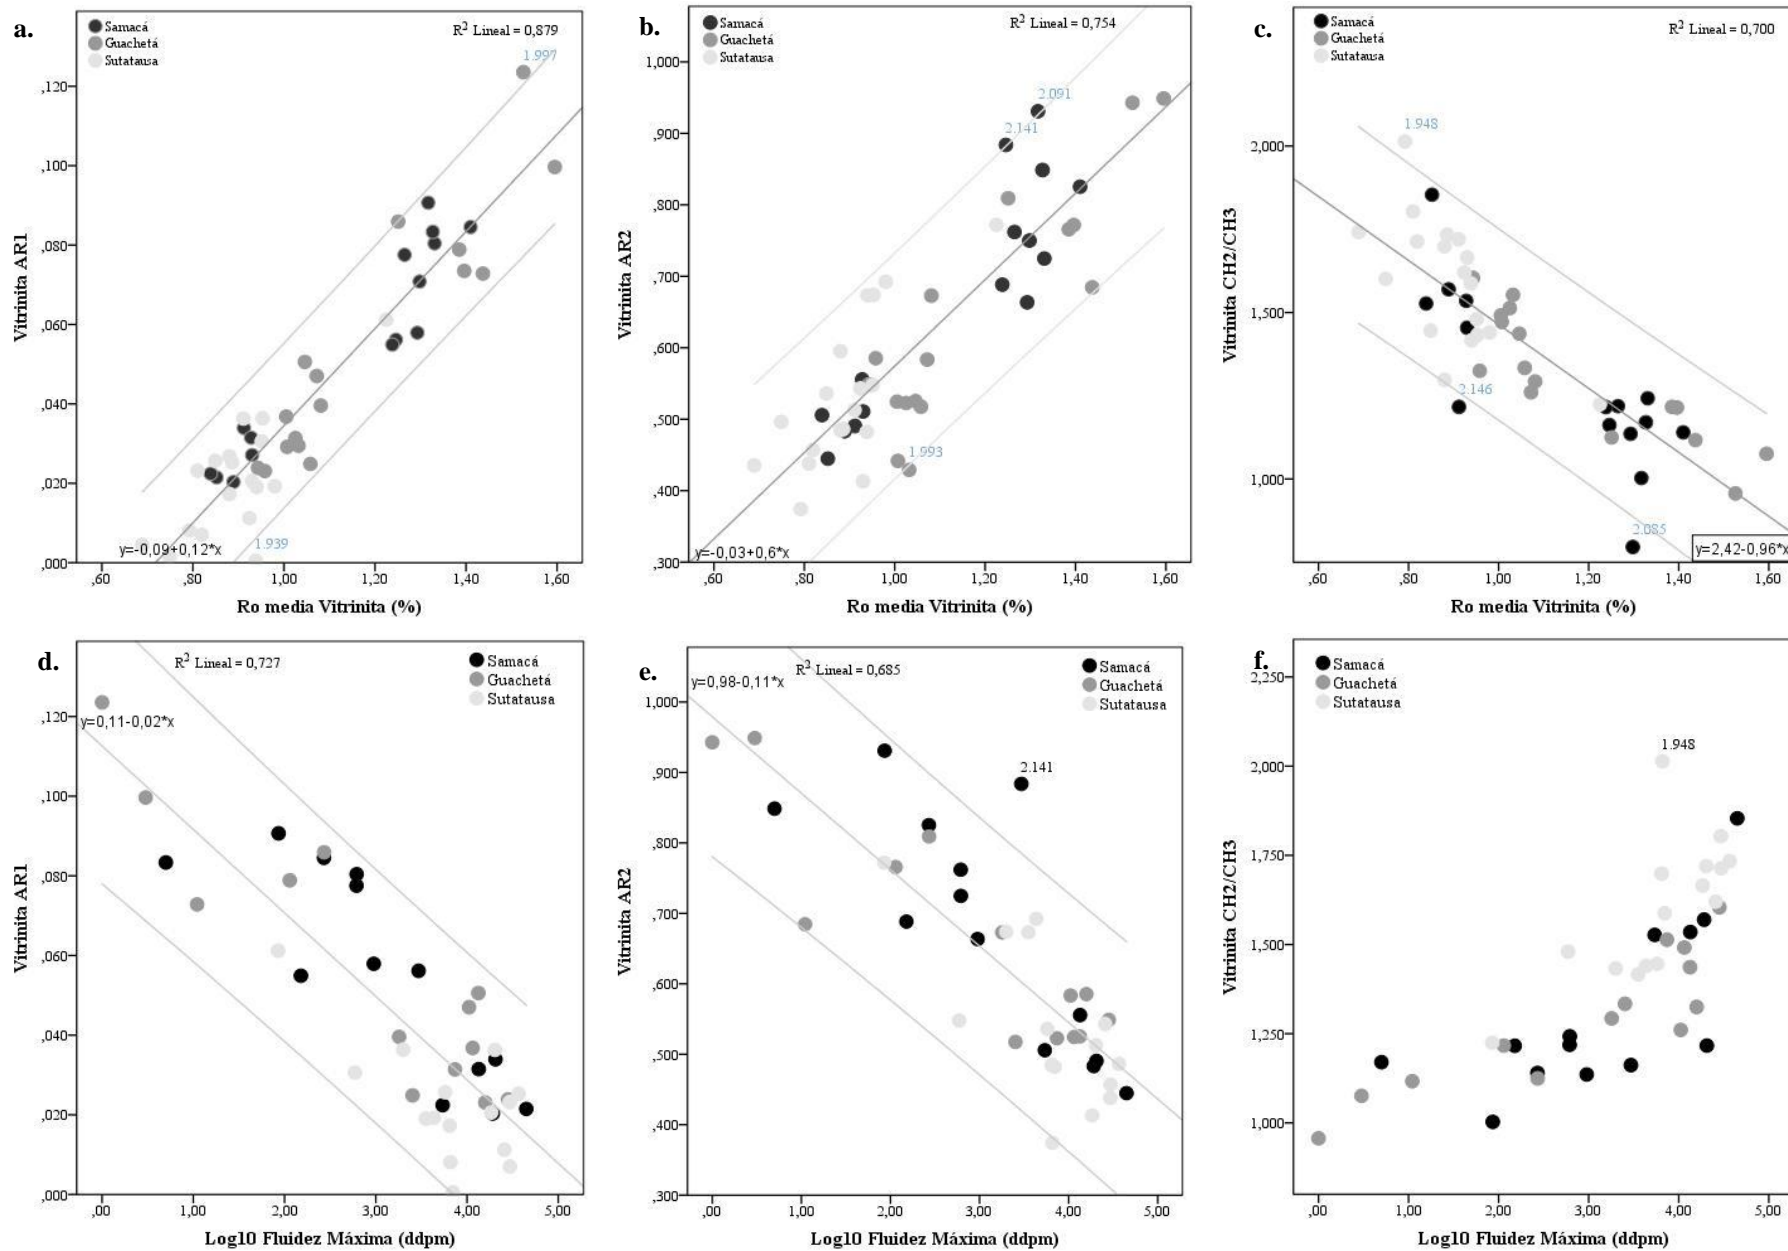 a.
Samacá
Guachetá
Sutatausa
R² Lineal = 0,879
1.997
1.939
y=-0,09+0,12*x
Vitrinita AR1
,120
,100
,080
,060
,040
,020
,000
,60 ,80 1,00 1,20 1,40 1,60
Ro media Vitrinita (%)
b.
Samacá
Guachetá
Sutatausa
R² Lineal = 0,754
2.091
2.141
1.993
y=-0,03+0,6*x
Vitrinita AR2
1,000
,900
,800
,700
,600
,500
,400
,300
,60 ,80 1,00 1,20 1,40 1,60
Ro media Vitrinita (%)
c.
Samacá
Guachetá
Sutatausa
R² Lineal = 0,700
1.948
2.146
2.085
y=2,42-0,96*x
Vitrinita CH2/CH3
2,000
1,500
1,000
,60 ,80 1,00 1,20 1,40 1,60
Ro media Vitrinita (%)
d.
R² Lineal = 0,727
Samacá
Guachetá
Sutatausa
y=0,11-0,02*x
Vitrinita AR1
,120
,100
,080
,060
,040
,020
,000
,00 1,00 2,00 3,00 4,00 5,00
Log10 Fluidez Máxima (ddpm)
e.
y=0,98-0,11*x
R² Lineal = 0,685
Samacá
Guachetá
Sutatausa
2.141
Vitrinita AR2
1,000
,900
,800
,700
,600
,500
,400
,300
,00 1,00 2,00 3,00 4,00 5,00
Log10 Fluidez Máxima (ddpm)
f.
Samacá
Guachetá
Sutatausa
1.948
Vitrinita CH2/CH3
2,250
2,000
1,750
1,500
1,250
1,000
,00 1,00 2,00 3,00 4,00 5,00
Log10 Fluidez Máxima (ddpm)